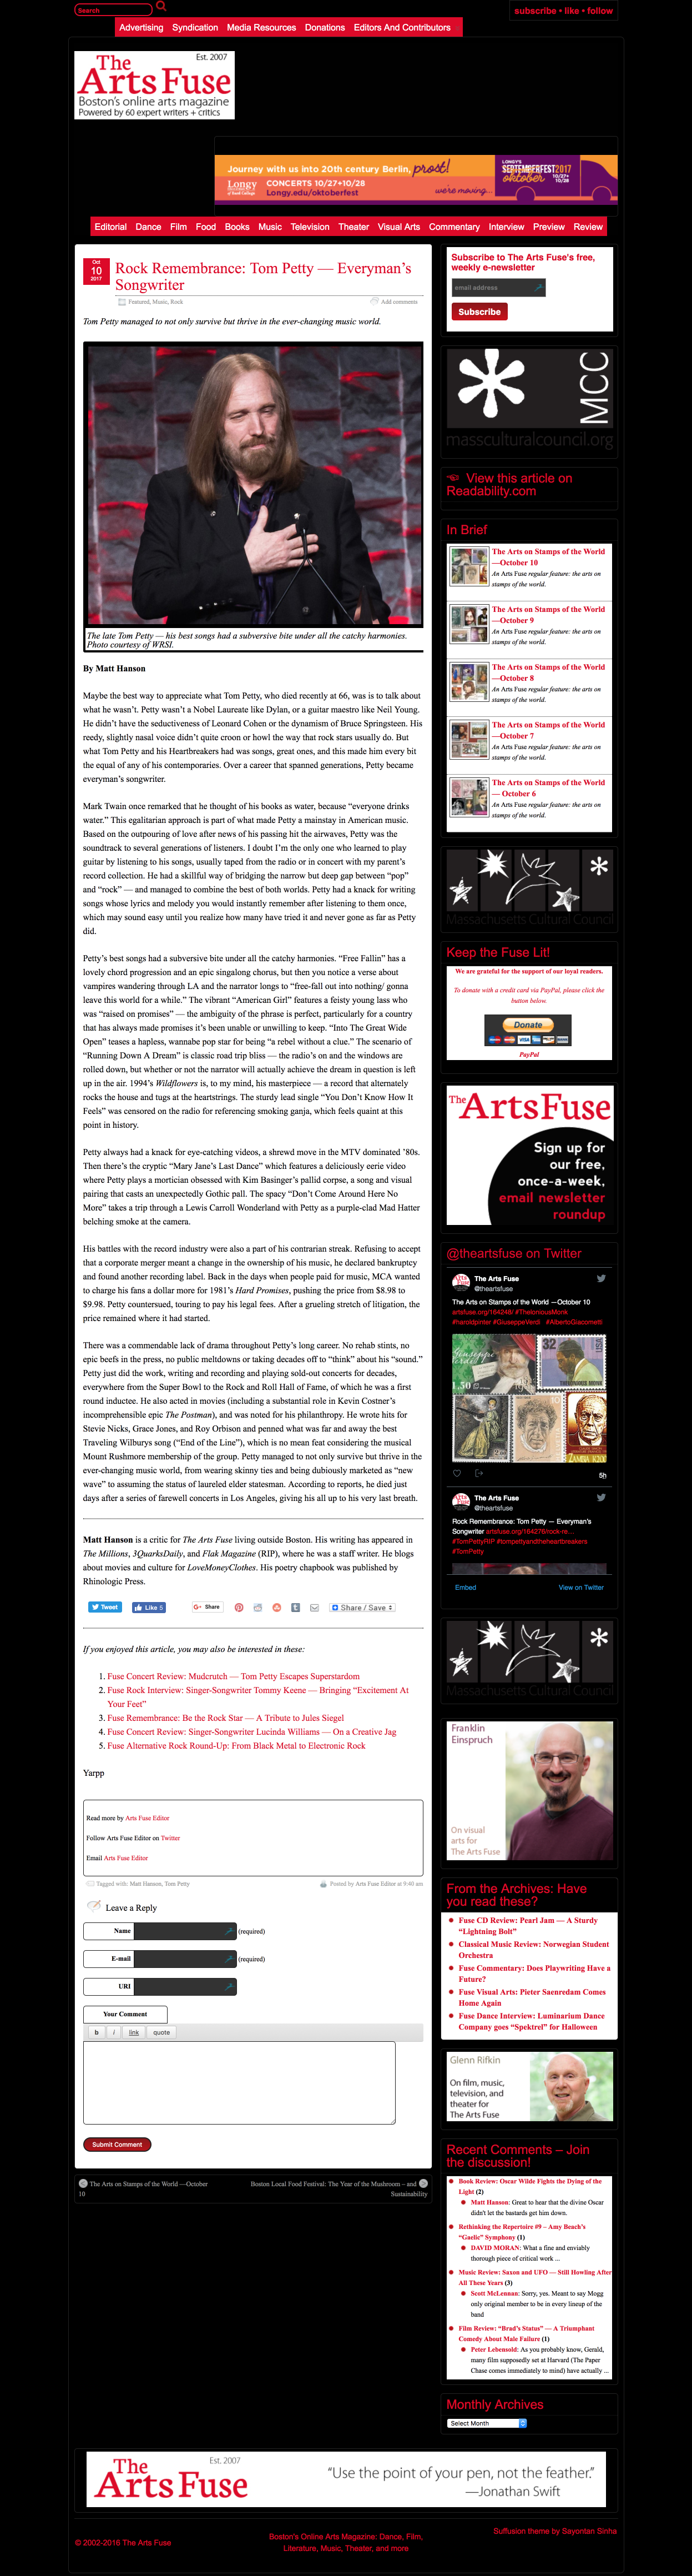 Search
subscribe • like • follow
Advertising Syndication Media Resources Donations Editors And Contributors
The Arts Fuse Est. 2007
Boston's online arts magazine
Powered by 60 expert writers + critics
Journey with us into 20th century Berlin, prost!
Longy
CONCERTS 10/27+10/28
Longy.edu/oktoberfest
we're moving...
LONGY'S
SEPTEMBERFEST 2017
oktober 10/27+
10/28
Editorial Dance Film Food Books Music Television Theater Visual Arts Commentary Interview Preview Review
Oct
10
2017
Rock Remembrance: Tom Petty — Everyman's
Songwriter
Featured, Music, Rock
Add comments
Tom Petty managed to not only survive but thrive in the ever-changing music world.
The late Tom Petty — his best songs had a subversive bite under all the catchy harmonies.
Photo courtesy of WRSI.
By Matt Hanson
Maybe the best way to appreciate what Tom Petty, who died recently at 66, was is to talk about
what he wasn't. Petty wasn't a Nobel Laureate like Dylan, or a guitar maestro like Neil Young.
He didn't have the seductiveness of Leonard Cohen or the dynamism of Bruce Springsteen. His
reedy, slightly nasal voice didn't quite croon or howl the way that rock stars usually do. But
what Tom Petty and his Heartbreakers had was songs, great ones, and this made him every bit
the equal of any of his contemporaries. Over a career that spanned generations, Petty became
everyman's songwriter.
Mark Twain once remarked that he thought of his books as water, because “everyone drinks
water.” This egalitarian approach is part of what made Petty a mainstay in American music.
Based on the outpouring of love after news of his passing hit the airwaves, Petty was the
soundtrack to several generations of listeners. I doubt I'm the only one who learned to play
guitar by listening to his songs, usually taped from the radio or in concert with my parent's
record collection. He had a skillful way of bridging the narrow but deep gap between “pop”
and “rock” — and managed to combine the best of both worlds. Petty had a knack for writing
songs whose lyrics and melody you would instantly remember after listening to them once,
which may sound easy until you realize how many have tried it and never gone as far as Petty
did.
Petty's best songs had a subversive bite under all the catchy harmonies. “Free Fallin” has a
lovely chord progression and an epic singalong chorus, but then you notice a verse about
vampires wandering through LA and the narrator longs to “free-fall out into nothing/ gonna
leave this world for a while.” The vibrant “American Girl” features a feisty young lass who
was “raised on promises” — the ambiguity of the phrase is perfect, particularly for a country
that has always made promises it's been unable or unwilling to keep. “Into The Great Wide
Open” teases a hapless, wannabe pop star for being “a rebel without a clue.” The scenario of
“Running Down A Dream” is classic road trip bliss — the radio's on and the windows are
rolled down, but whether or not the narrator will actually achieve the dream in question is left
up in the air. 1994's Wildflowers is, to my mind, his masterpiece — a record that alternately
rocks the house and tugs at the heartstrings. The sturdy lead single “You Don't Know How It
Feels” was censored on the radio for referencing smoking ganja, which feels quaint at this
point in history.
Petty always had a knack for eye-catching videos, a shrewd move in the MTV dominated '80s.
Then there's the cryptic “Mary Jane's Last Dance” which features a deliciously eerie video
where Petty plays a mortician obsessed with Kim Basinger's pallid corpse, a song and visual
pairing that casts an unexpectedly Gothic pall. The spacy “Don't Come Around Here No
More” takes a trip through a Lewis Carroll Wonderland with Petty as a purple-clad Mad Hatter
belching smoke at the camera.
His battles with the record industry were also a part of his contrarian streak. Refusing to accept
that a corporate merger meant a change in the ownership of his music, he declared bankruptcy
and found another recording label. Back in the days when people paid for music, MCA wanted
to charge his fans a dollar more for 1981's Hard Promises, pushing the price from $8.98 to
$9.98. Petty countersued, touring to pay his legal fees. After a grueling stretch of litigation, the
price remained where it had started.
There was a commendable lack of drama throughout Petty's long career. No rehab stints, no
epic beefs in the press, no public meltdowns or taking decades off to “think” about his “sound.”
Petty just did the work, writing and recording and playing sold-out concerts for decades,
everywhere from the Super Bowl to the Rock and Roll Hall of Fame, of which he was a first
round inductee. He also acted in movies (including a substantial role in Kevin Costner's
incomprehensible epic The Postman), and was noted for his philanthropy. He wrote hits for
Stevie Nicks, Grace Jones, and Roy Orbison and penned what was far and away the best
Traveling Wilburys song (“End of the Line”), which is no mean feat considering the musical
Mount Rushmore membership of the group. Petty managed to not only survive but thrive in the
ever-changing music world, from wearing skinny ties and being dubiously marketed as “new
wave” to assuming the status of laureled elder statesman. According to reports, he died just
days after a series of farewell concerts in Los Angeles, giving his all up to his very last breath.
Matt Hanson is a critic for The Arts Fuse living outside Boston. His writing has appeared in
The Millions, 3QuarksDaily, and Flak Magazine (RIP), where he was a staff writer. He blogs
about movies and culture for LoveMoneyClothes. His poetry chapbook was published by
Rhinologic Press.
Tweet Like 5 Share Share / Save
If you enjoyed this article, you may also be interested in these:
1. Fuse Concert Review: Mudcrutch — Tom Petty Escapes Superstardom
2. Fuse Rock Interview: Singer-Songwriter Tommy Keene — Bringing “Excitement At
Your Feet”
3. Fuse Remembrance: Be the Rock Star — A Tribute to Jules Siegel
4. Fuse Concert Review: Singer-Songwriter Lucinda Williams — On a Creative Jag
5. Fuse Alternative Rock Round-Up: From Black Metal to Electronic Rock
Yarpp
Read more by Arts Fuse Editor
Follow Arts Fuse Editor on Twitter
Email Arts Fuse Editor
Tagged with: Matt Hanson, Tom Petty
Posted by Arts Fuse Editor at 9:40 am
Leave a Reply
Name (required)
E-mail (required)
URI
Your Comment
b i link quote
Submit Comment
The Arts on Stamps of the World —October
10
Boston Local Food Festival: The Year of the Mushroom – and
Sustainability
Subscribe to The Arts Fuse's free,
weekly e-newsletter
email address
Subscribe
MCC
massculturalcouncil.org
View this article on
Readability.com
In Brief
The Arts on Stamps of the World
—October 10
An Arts Fuse regular feature: the arts on
stamps of the world.
The Arts on Stamps of the World
—October 9
An Arts Fuse regular feature: the arts on
stamps of the world.
The Arts on Stamps of the World
—October 8
An Arts Fuse regular feature: the arts on
stamps of the world.
The Arts on Stamps of the World
—October 7
An Arts Fuse regular feature: the arts on
stamps of the world.
The Arts on Stamps of the World
— October 6
An Arts Fuse regular feature: the arts on
stamps of the world.
Massachusetts Cultural Council
Keep the Fuse Lit!
We are grateful for the support of our loyal readers.
To donate with a credit card via PayPal, please click the
button below.
Donate
PayPal
The ArtsFuse
Sign up for
our free,
once-a-week,
email newsletter
roundup
@theartsfuse on Twitter
The Arts Fuse
@theartsfuse
The Arts on Stamps of the World —October 10
artsfuse.org/164246/ #TheloniousMonk
#haroldpinter #GiuseppeVerdi #AlbertoGiacometti
32
1,50
ZAMBIA K200
5h
The Arts Fuse
@theartsfuse
Rock Remembrance: Tom Petty — Everyman's
Songwriter artsfuse.org/164276/rock-re…
#TomPettyRIP #tompettyandtheheartbreakers
#TomPetty
Embed View on Twitter
Massachusetts Cultural Council
Franklin
Einspruch
On visual
arts for
The Arts Fuse
From the Archives: Have
you read these?
Fuse CD Review: Pearl Jam — A Sturdy
“Lightning Bolt”
Classical Music Review: Norwegian Student
Orchestra
Fuse Commentary: Does Playwriting Have a
Future?
Fuse Visual Arts: Pieter Saenredam Comes
Home Again
Fuse Dance Interview: Luminarium Dance
Company goes “Spektrel” for Halloween
Glenn Rifkin
On film, music,
television, and
theater for
The Arts Fuse
Recent Comments – Join
the discussion!
Book Review: Oscar Wilde Fights the Dying of the
Light (2)
Matt Hanson: Great to hear that the divine Oscar
didn't let the bastards get him down.
Rethinking the Repertoire #9 – Amy Beach's
“Gaelic” Symphony (1)
DAVID MORAN: What a fine and enviably
thorough piece of critical work ...
Music Review: Saxon and UFO — Still Howling After
All These Years (3)
Scott McLennan: Sorry, yes. Meant to say Mogg
only original member to be in every lineup of the
band
Film Review: “Brad's Status” — A Triumphant
Comedy About Male Failure (1)
Peter Lebensold: As you probably know, Gerald,
many film supposedly set at Harvard (The Paper
Chase comes immediately to mind) have actually ...
Monthly Archives
Select Month
The Arts Fuse Est. 2007
“Use the point of your pen, not the feather.”
—Jonathan Swift
© 2002-2016 The Arts Fuse
Boston's Online Arts Magazine: Dance, Film,
Literature, Music, Theater, and more
Suffusion theme by Sayontan Sinha